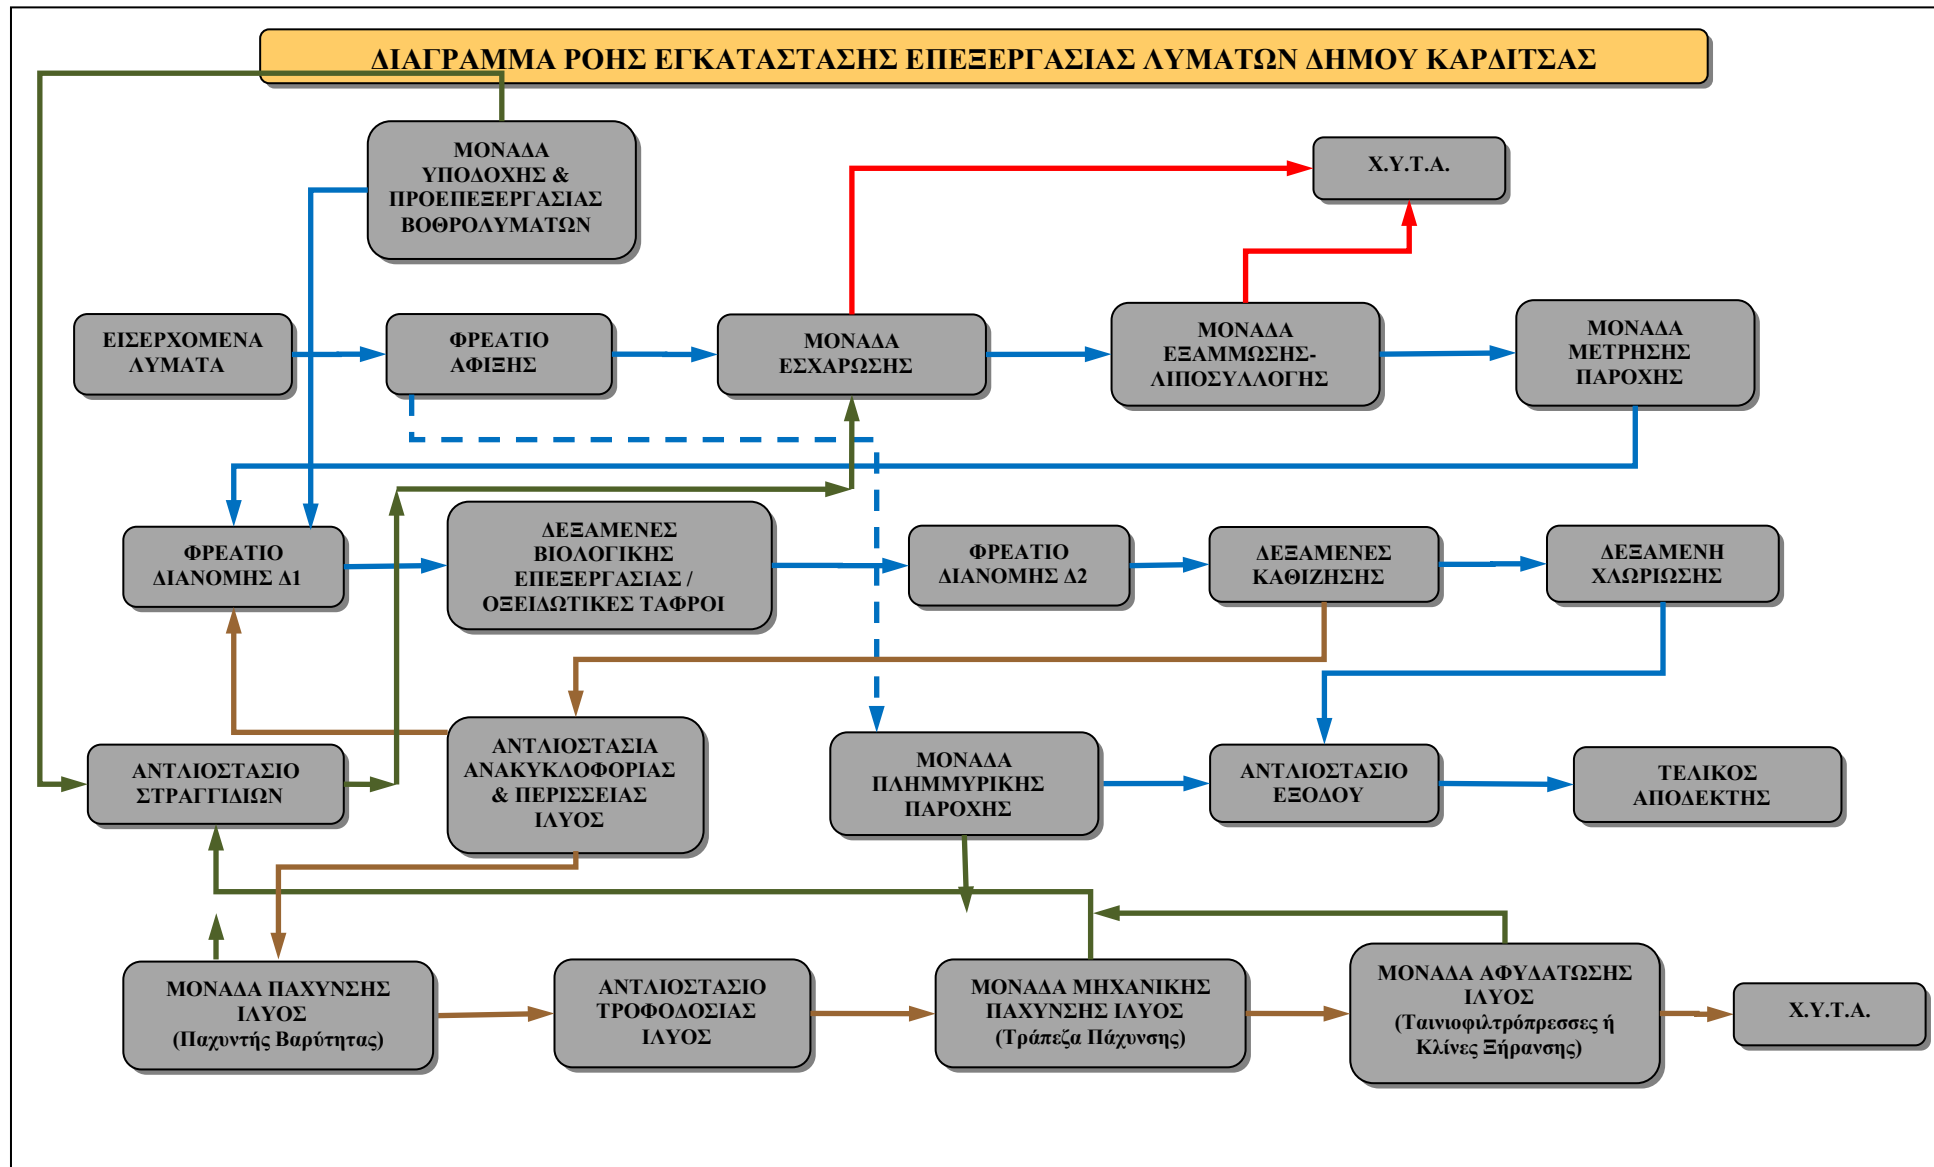 ΔΙΑΓΡΑΜΜΑ ΡΟΗΣ ΕΓΚΑΤΑΣΤΑΣΗΣ ΕΠΕΞΕΡΓΑΣΙΑΣ ΛΥΜΑΤΩΝ ΔΗΜΟΥ ΚΑΡΔΙΤΣΑΣ
ΜΟΝΑΔΑ
ΥΠΟΔΟΧΗΣ &
ΠΡΟΕΠΕΞΕΡΓΑΣΙΑΣ
ΒΟΘΡΟΛΥΜΑΤΩΝ
Χ.Υ.Τ.Α.
ΕΙΣΕΡΧΟΜΕΝΑ
ΛΥΜΑΤΑ
ΦΡΕΑΤΙΟ
ΑΦΙΞΗΣ
ΜΟΝΑΔΑ
ΕΣΧΑΡΩΣΗΣ
ΜΟΝΑΔΑ
ΕΞΑΜΜΩΣΗΣ-
ΛΙΠΟΣΥΛΛΟΓΗΣ
ΜΟΝΑΔΑ
ΜΕΤΡΗΣΗΣ
ΠΑΡΟΧΗΣ
ΦΡΕΑΤΙΟ
ΔΙΑΝΟΜΗΣ Δ1
ΔΕΞΑΜΕΝΕΣ
ΒΙΟΛΟΓΙΚΗΣ
ΕΠΕΞΕΡΓΑΣΙΑΣ /
ΟΞΕΙΔΩΤΙΚΕΣ ΤΑΦΡΟΙ
ΦΡΕΑΤΙΟ
ΔΙΑΝΟΜΗΣ Δ2
ΔΕΞΑΜΕΝΕΣ
ΚΑΘΙΖΗΣΗΣ
ΔΕΞΑΜΕΝΗ
ΧΛΩΡΙΩΣΗΣ
ΑΝΤΛΙΟΣΤΑΣΙΟ
ΣΤΡΑΓΓΙΔΙΩΝ
ΑΝΤΛΙΟΣΤΑΣΙΑ
ΑΝΑΚΥΚΛΟΦΟΡΙΑΣ
& ΠΕΡΙΣΣΕΙΑΣ
ΙΛΥΟΣ
ΜΟΝΑΔΑ
ΠΛΗΜΜΥΡΙΚΗΣ
ΠΑΡΟΧΗΣ
ΑΝΤΛΙΟΣΤΑΣΙΟ
ΕΞΟΔΟΥ
ΤΕΛΙΚΟΣ
ΑΠΟΔΕΚΤΗΣ
ΜΟΝΑΔΑ ΠΑΧΥΝΣΗΣ
ΙΛΥΟΣ
(Παχυντής Βαρύτητας)
ΑΝΤΛΙΟΣΤΑΣΙΟ
ΤΡΟΦΟΔΟΣΙΑΣ
ΙΛΥΟΣ
ΜΟΝΑΔΑ ΜΗΧΑΝΙΚΗΣ
ΠΑΧΥΝΣΗΣ ΙΛΥΟΣ
(Τράπεζα Πάχυνσης)
ΜΟΝΑΔΑ ΑΦΥΔΑΤΩΣΗΣ
ΙΛΥΟΣ
(Ταινιοφιλτρόπρεσσες ή
Κλίνες Ξήρανσης)
Χ.Υ.Τ.Α.